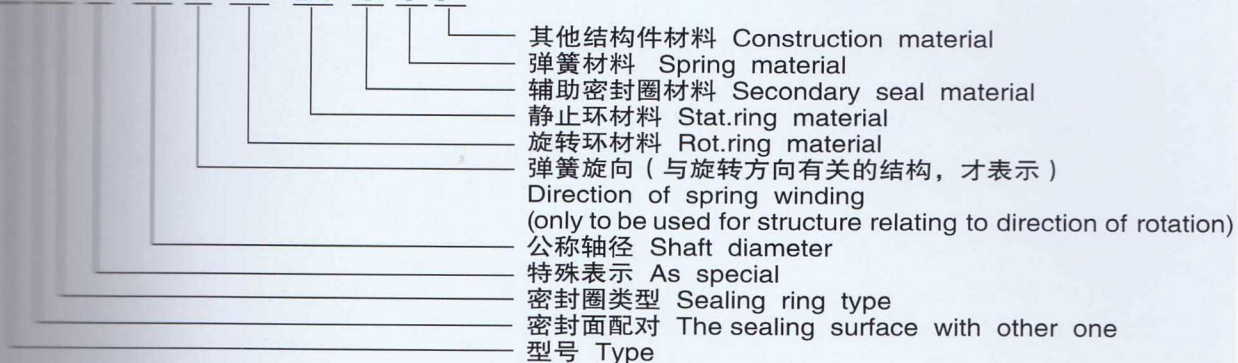 其他结构件材料 Construction material
弹簧材料 Spring material
辅助密封圈材料 Secondary seal material
静止环材料 Stat.ring material
旋转环材料 Rot.ring material
弹簧旋向（与旋转方向有关的结构，才表示）
Direction of spring winding
(only to be used for structure relating to direction of rotation)
公称轴径 Shaft diameter
特殊表示 As special
密封圈类型 Sealing ring type
密封面配对 The sealing surface with other one
型号 Type